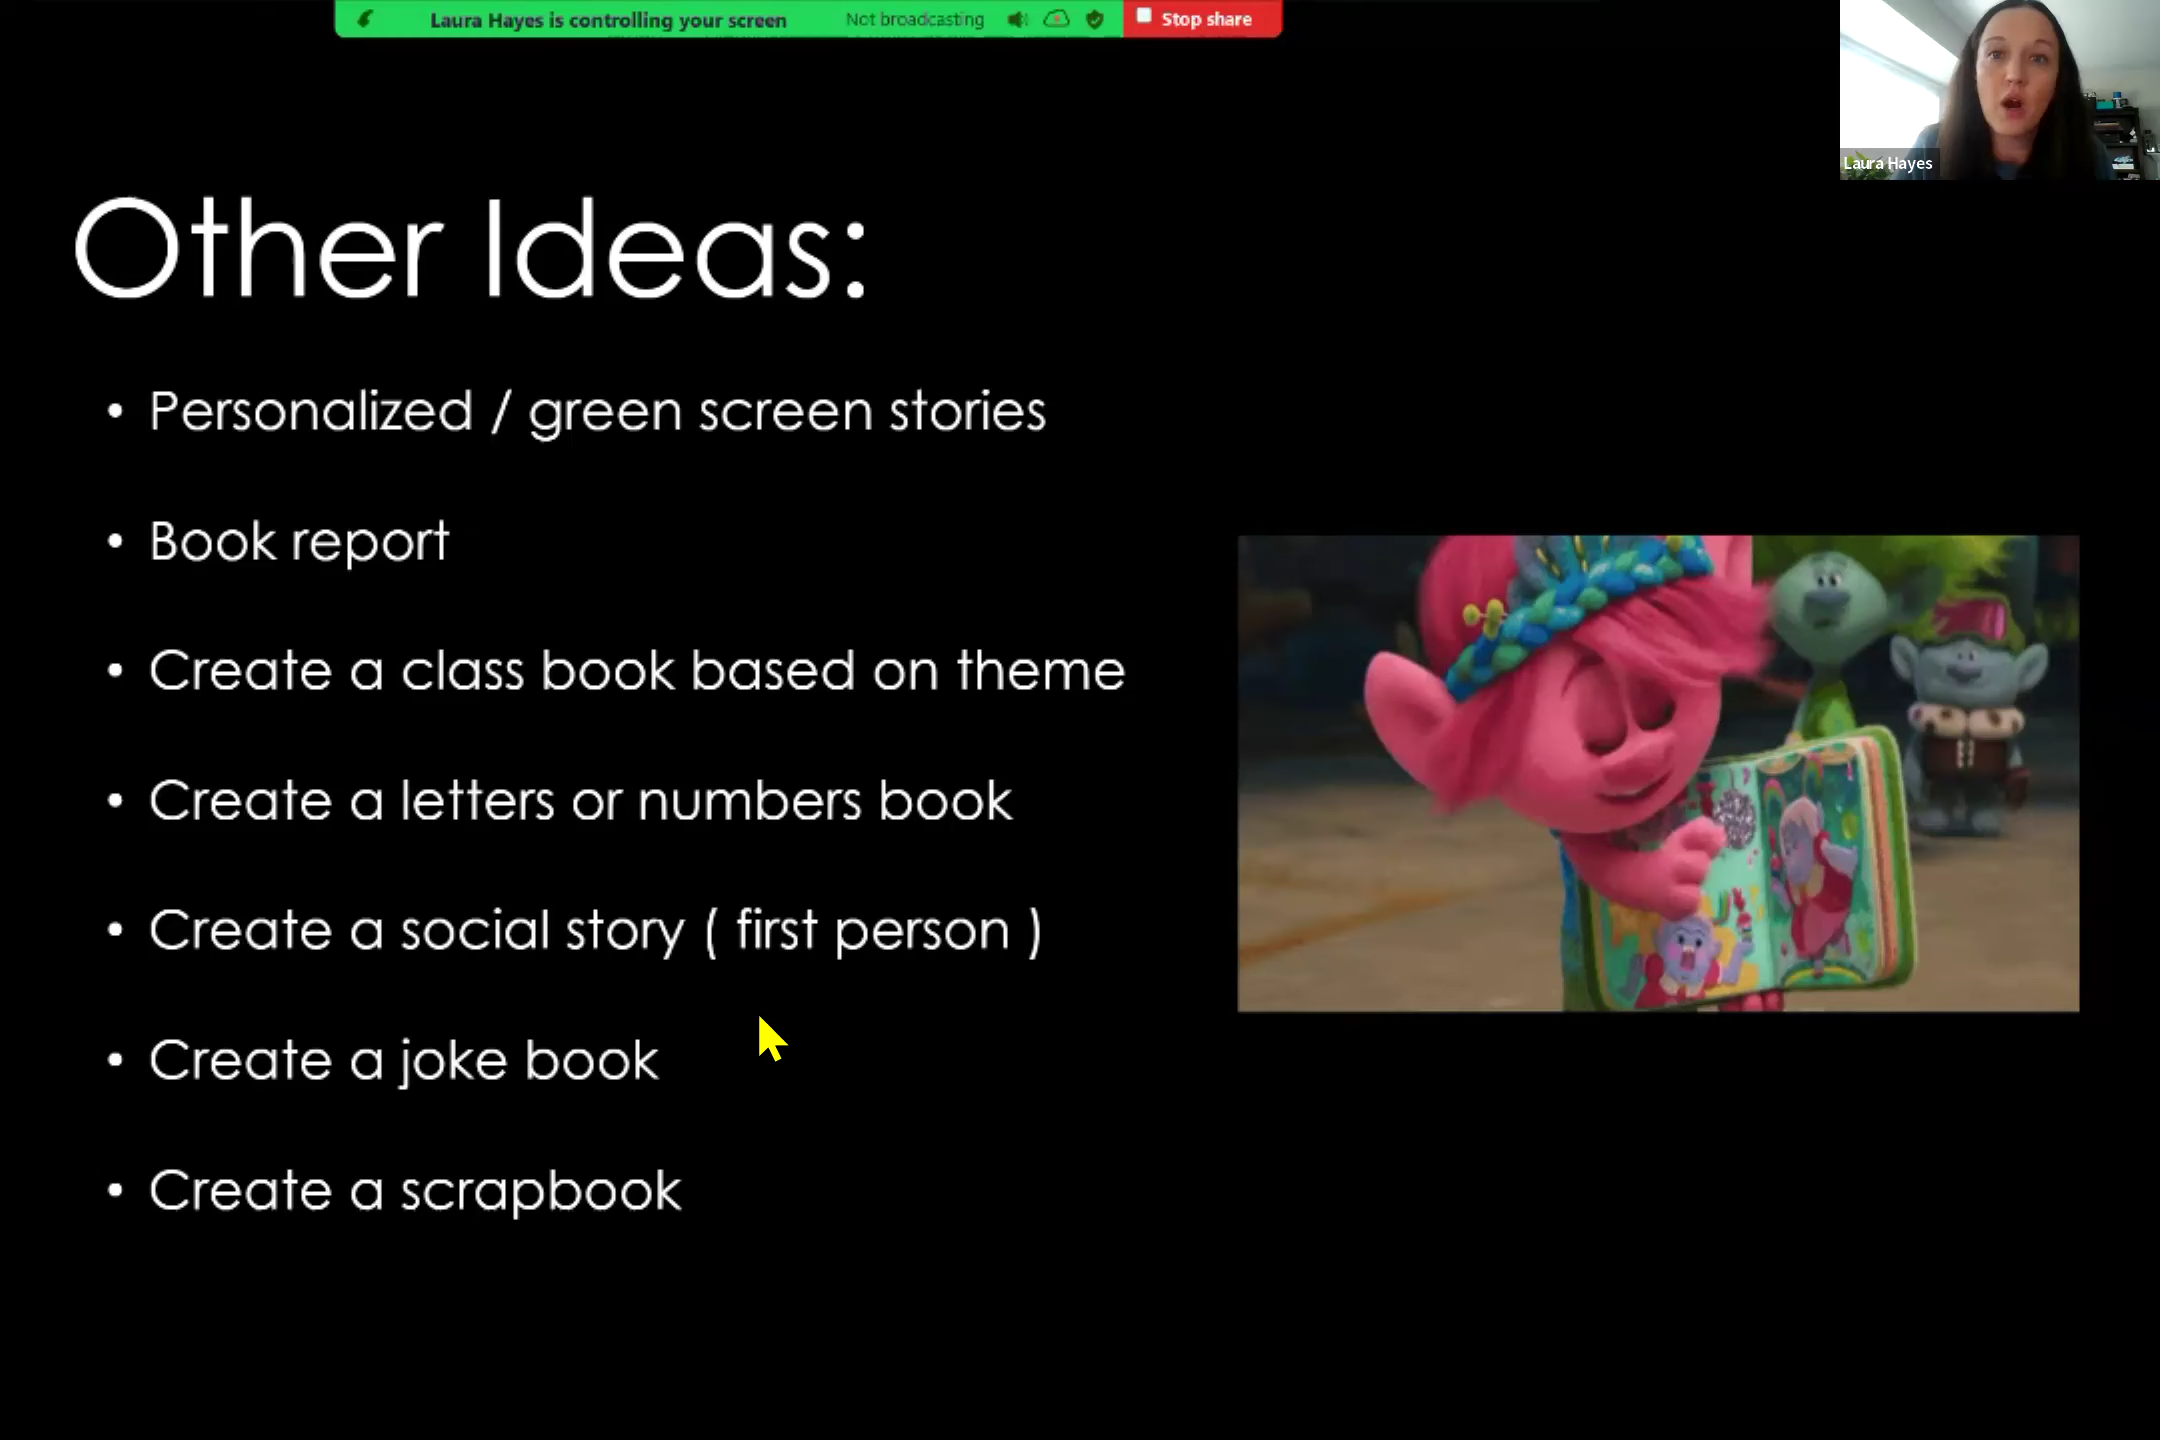 Laura Hayes is controlling your screen Not broadcasting Stop share
Laura Hayes
Other Ideas:
• Personalized / green screen stories
• Book report
• Create a class book based on theme
• Create a letters or numbers book
• Create a social story ( first person )
• Create a joke book
• Create a scrapbook